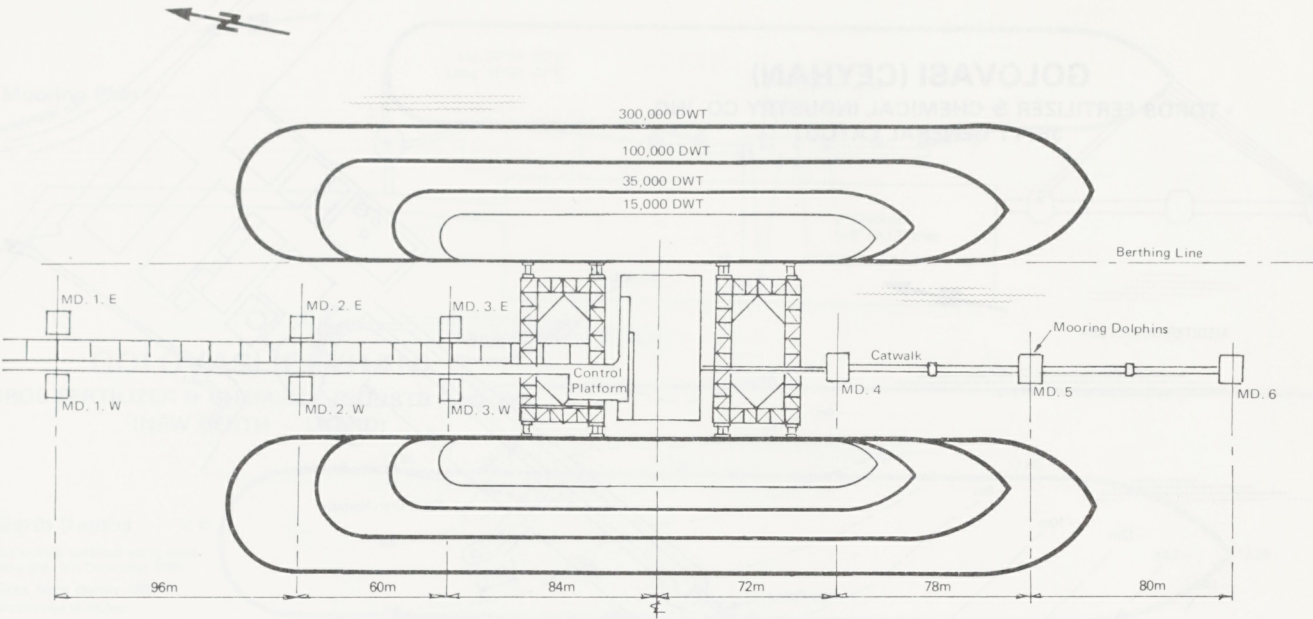 N
300,000 DWT
100,000 DWT
35,000 DWT
15,000 DWT
Berthing Line
MD. 1. E
MD. 2. E
MD. 3. E
Mooring Dolphins
Catwalk
Control
Platform
MD. 4
MD. 5
MD. 6
MD. 1. W
MD. 2. W
MD. 3. W
96m
60m
84m
72m
78m
80m
℄
GOLOVASI (CEYHAN)